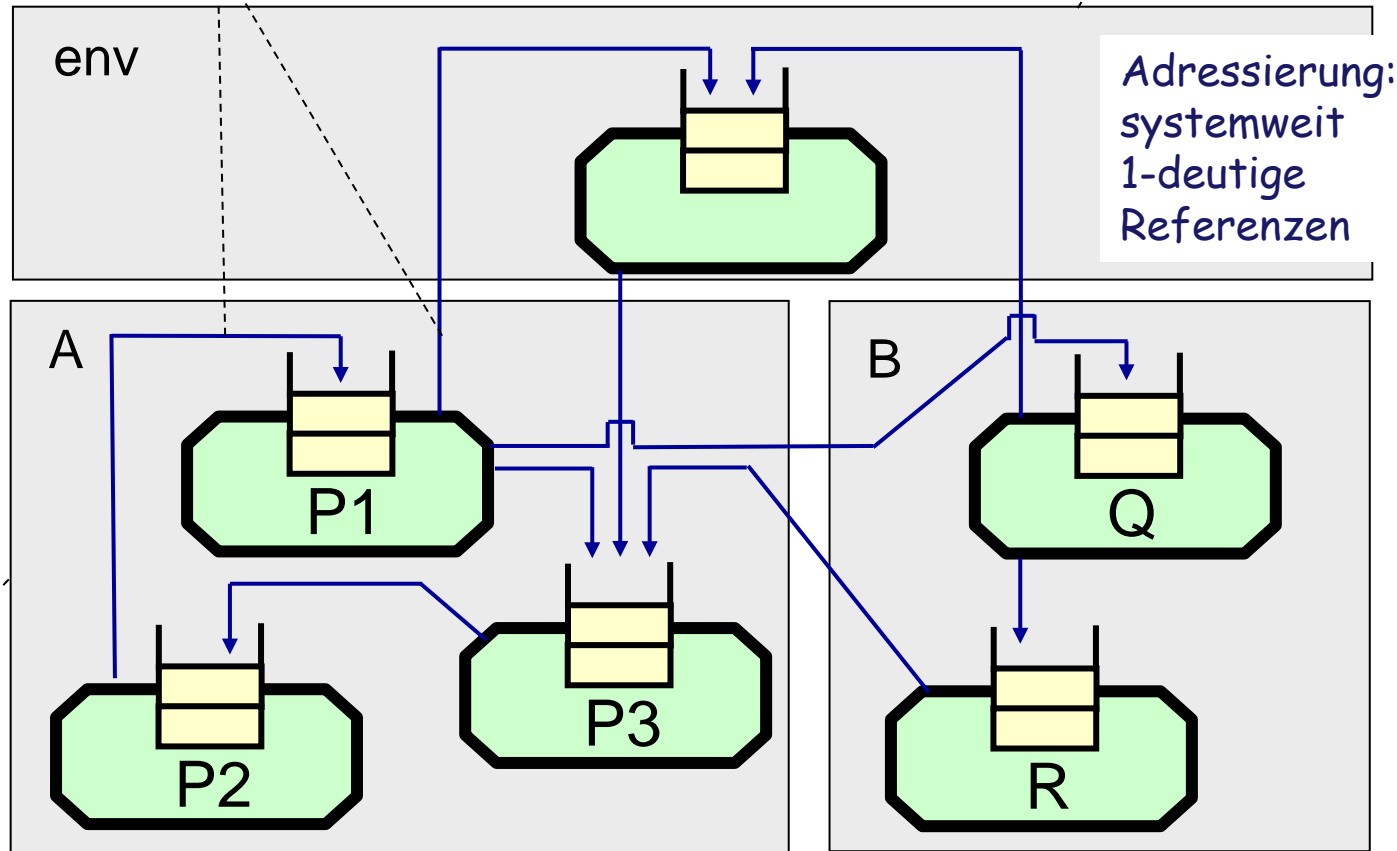 env
Adressierung:
systemweit
1-deutige
Referenzen
A
B
P1
Q
P3
P2
R